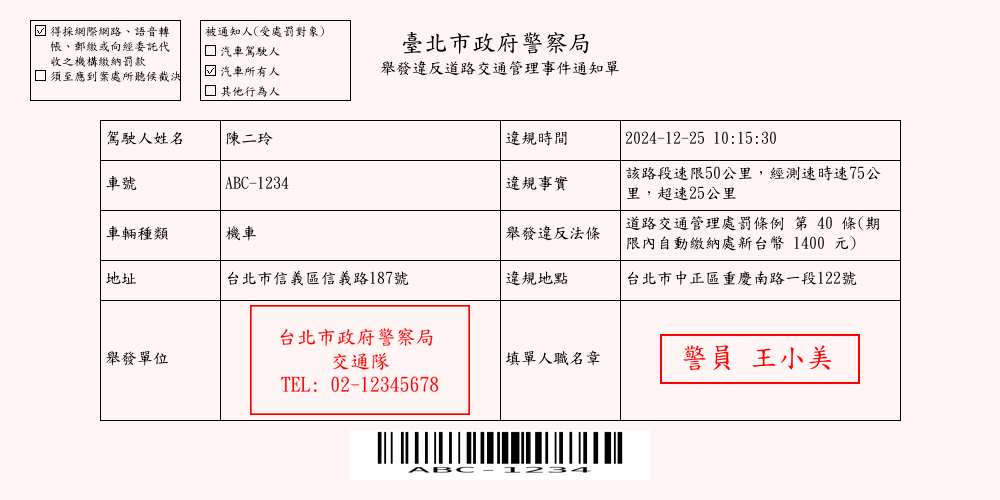 得採網際網路、語音轉
帳、郵繳或向經委託代
收之機構繳納罰款
須至應到案處所聽候裁決
被通知人(受處罰對象)
汽車駕駛人
汽車所有人
其他行為人
臺北市政府警察局
舉發違反道路交通管理事件通知單
駕駛人姓名
陳二玲
違規時間
2024-12-25 10:15:30
車號
ABC-1234
違規事實
該路段速限50公里，經測速時速75公
里，超速25公里
車輛種類
機車
舉發違反法條
道路交通管理處罰條例 第 40 條(期
限內自動繳納處新台幣 1400 元)
地址
台北市信義區信義路187號
違規地點
台北市中正區重慶南路一段122號
舉發單位
台北市政府警察局
交通隊
TEL: 02-12345678
填單人職名章
警員 王小美
ABC-1234